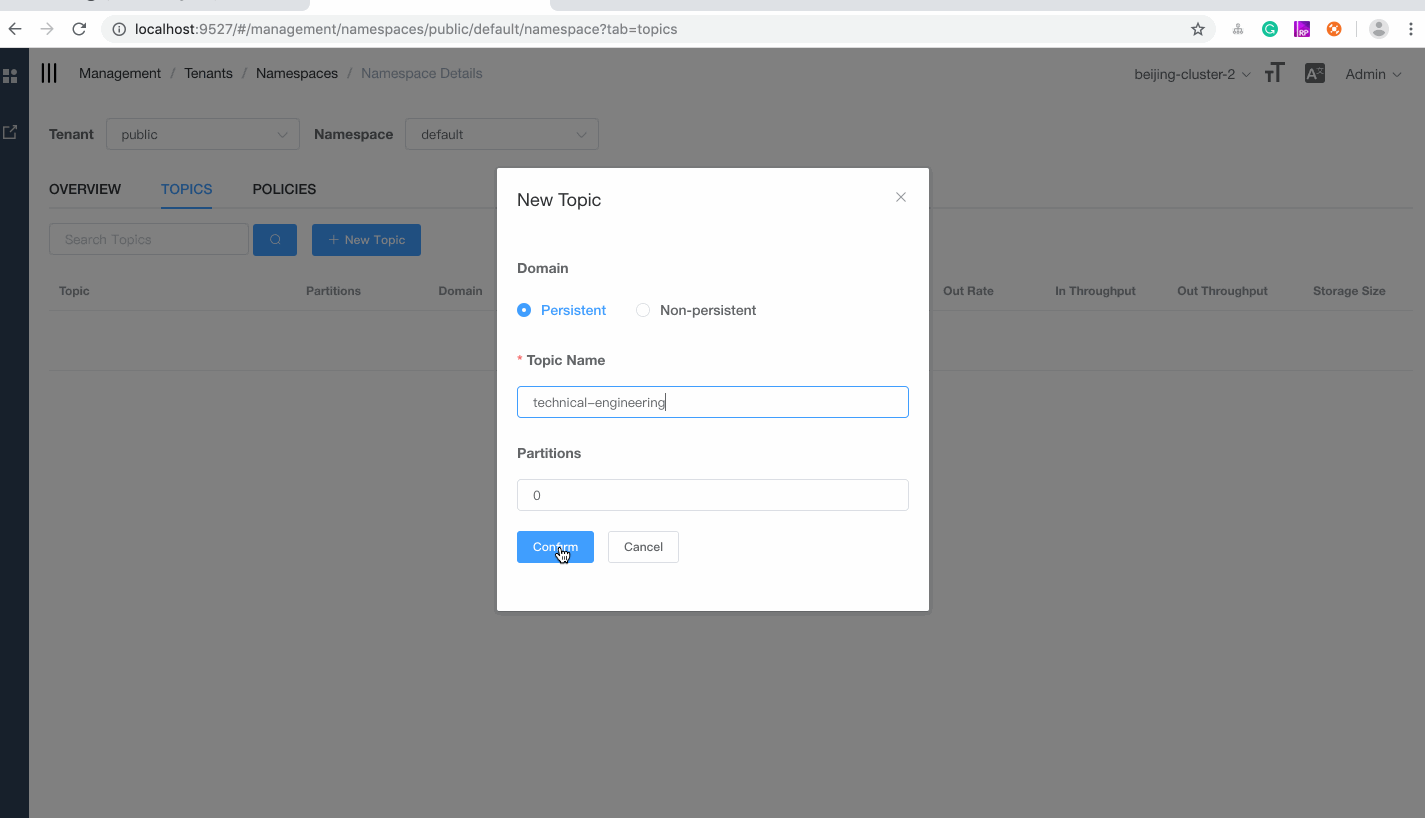 localhost:9527/#/management/namespaces/public/default/namespace?tab=topics
RP
Management / Tenants / Namespaces / Namespace Details
beijing-cluster-2
Admin
Tenant public Namespace default
OVERVIEW TOPICS POLICIES
Search Topics
+ New Topic
Topic Partitions Domain Out Rate In Throughput Out Throughput Storage Size
New Topic
Domain
Persistent Non-persistent
* Topic Name
technical-engineering
Partitions
0
Confirm Cancel